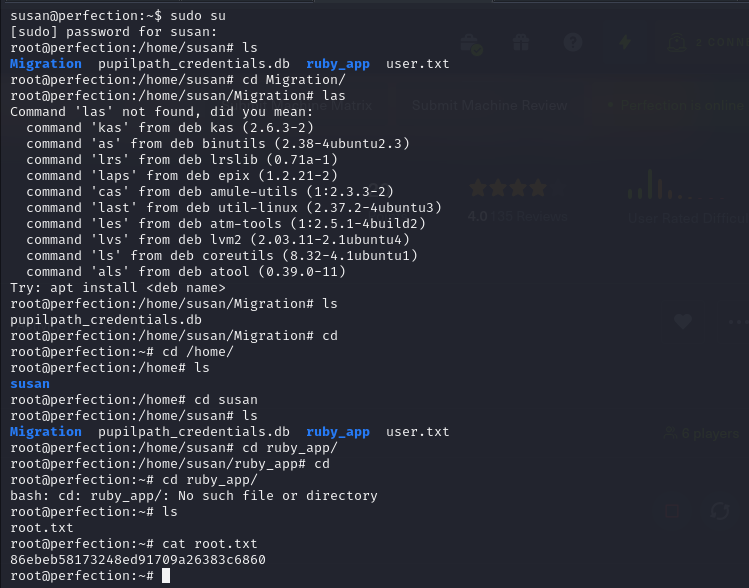 susan@perfection:~$ sudo su
[sudo] password for susan:
root@perfection:/home/susan# ls
Migration  pupilpath_credentials.db  ruby_app  user.txt
root@perfection:/home/susan# cd Migration/
root@perfection:/home/susan/Migration# las
Command 'las' not found, did you mean:
  command 'kas' from deb kas (2.6.3-2)
  command 'as' from deb binutils (2.38-4ubuntu2.3)
  command 'lrs' from deb lrslib (0.71a-1)
  command 'laps' from deb epix (1.2.21-2)
  command 'cas' from deb amule-utils (1:2.3.3-2)
  command 'last' from deb util-linux (2.37.2-4ubuntu3)
  command 'les' from deb atm-tools (1:2.5.1-4build2)
  command 'lvs' from deb lvm2 (2.03.11-2.1ubuntu4)
  command 'ls' from deb coreutils (8.32-4.1ubuntu1)
  command 'als' from deb atool (0.39.0-11)
Try: apt install <deb name>
root@perfection:/home/susan/Migration# ls
pupilpath_credentials.db
root@perfection:/home/susan/Migration# cd
root@perfection:~# cd /home/
root@perfection:/home# ls
susan
root@perfection:/home# cd susan
root@perfection:/home/susan# ls
Migration  pupilpath_credentials.db  ruby_app  user.txt
root@perfection:/home/susan# cd ruby_app/
root@perfection:/home/susan/ruby_app# cd
root@perfection:~# cd ruby_app/
bash: cd: ruby_app/: No such file or directory
root@perfection:~# ls
root.txt
root@perfection:~# cat root.txt
86ebeb58173248ed91709a26383c6860
root@perfection:~#
Submit Machine Review
4.0
6 players